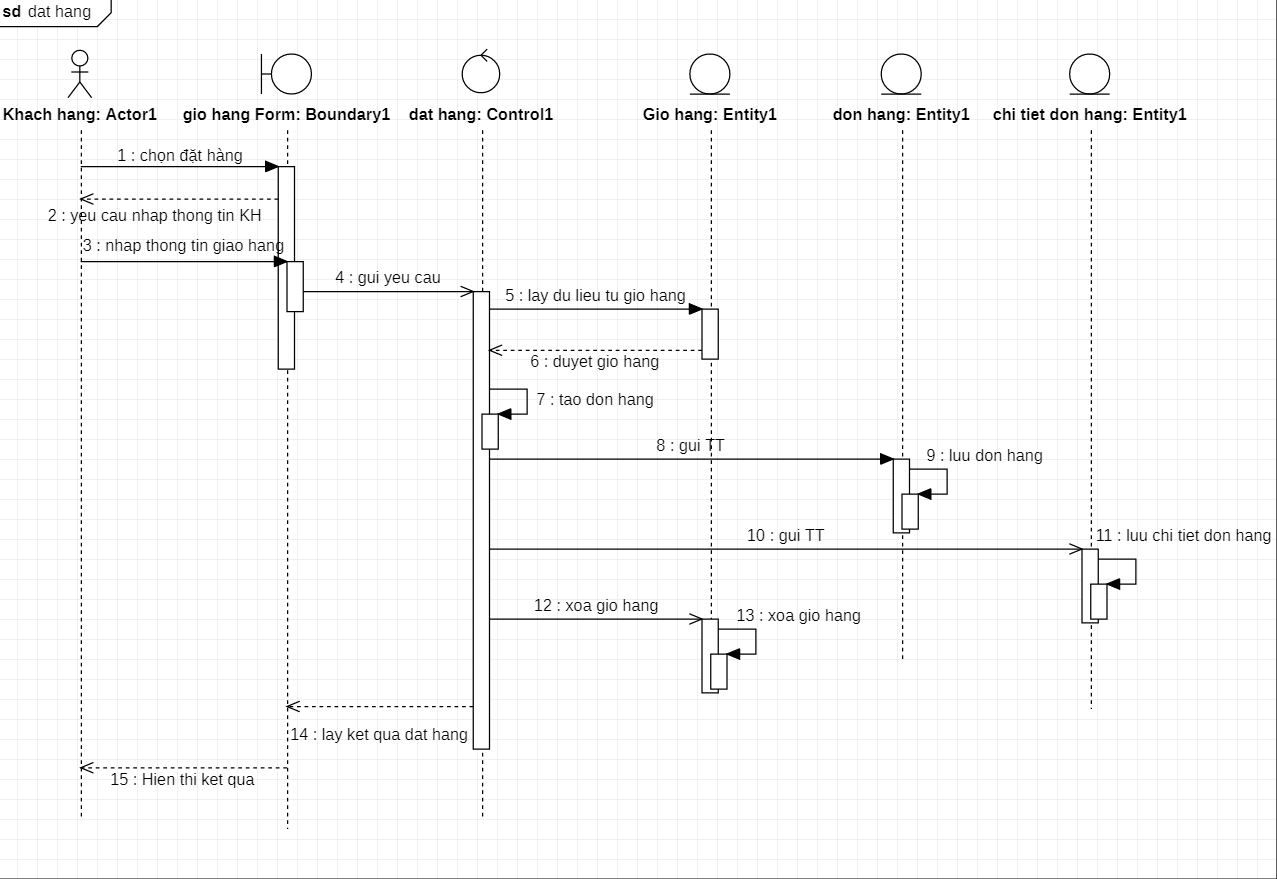 sd dat hang
Khach hang: Actor1
gio hang Form: Boundary1
dat hang: Control1
Gio hang: Entity1
don hang: Entity1
chi tiet don hang: Entity1
1 : chọn đặt hàng
2 : yeu cau nhap thong tin KH
3 : nhap thong tin giao hang
4 : gui yeu cau
5 : lay du lieu tu gio hang
6 : duyet gio hang
7 : tao don hang
8 : gui TT
9 : luu don hang
10 : gui TT
11 : luu chi tiet don hang
12 : xoa gio hang
13 : xoa gio hang
14 : lay ket qua dat hang
15 : Hien thi ket qua